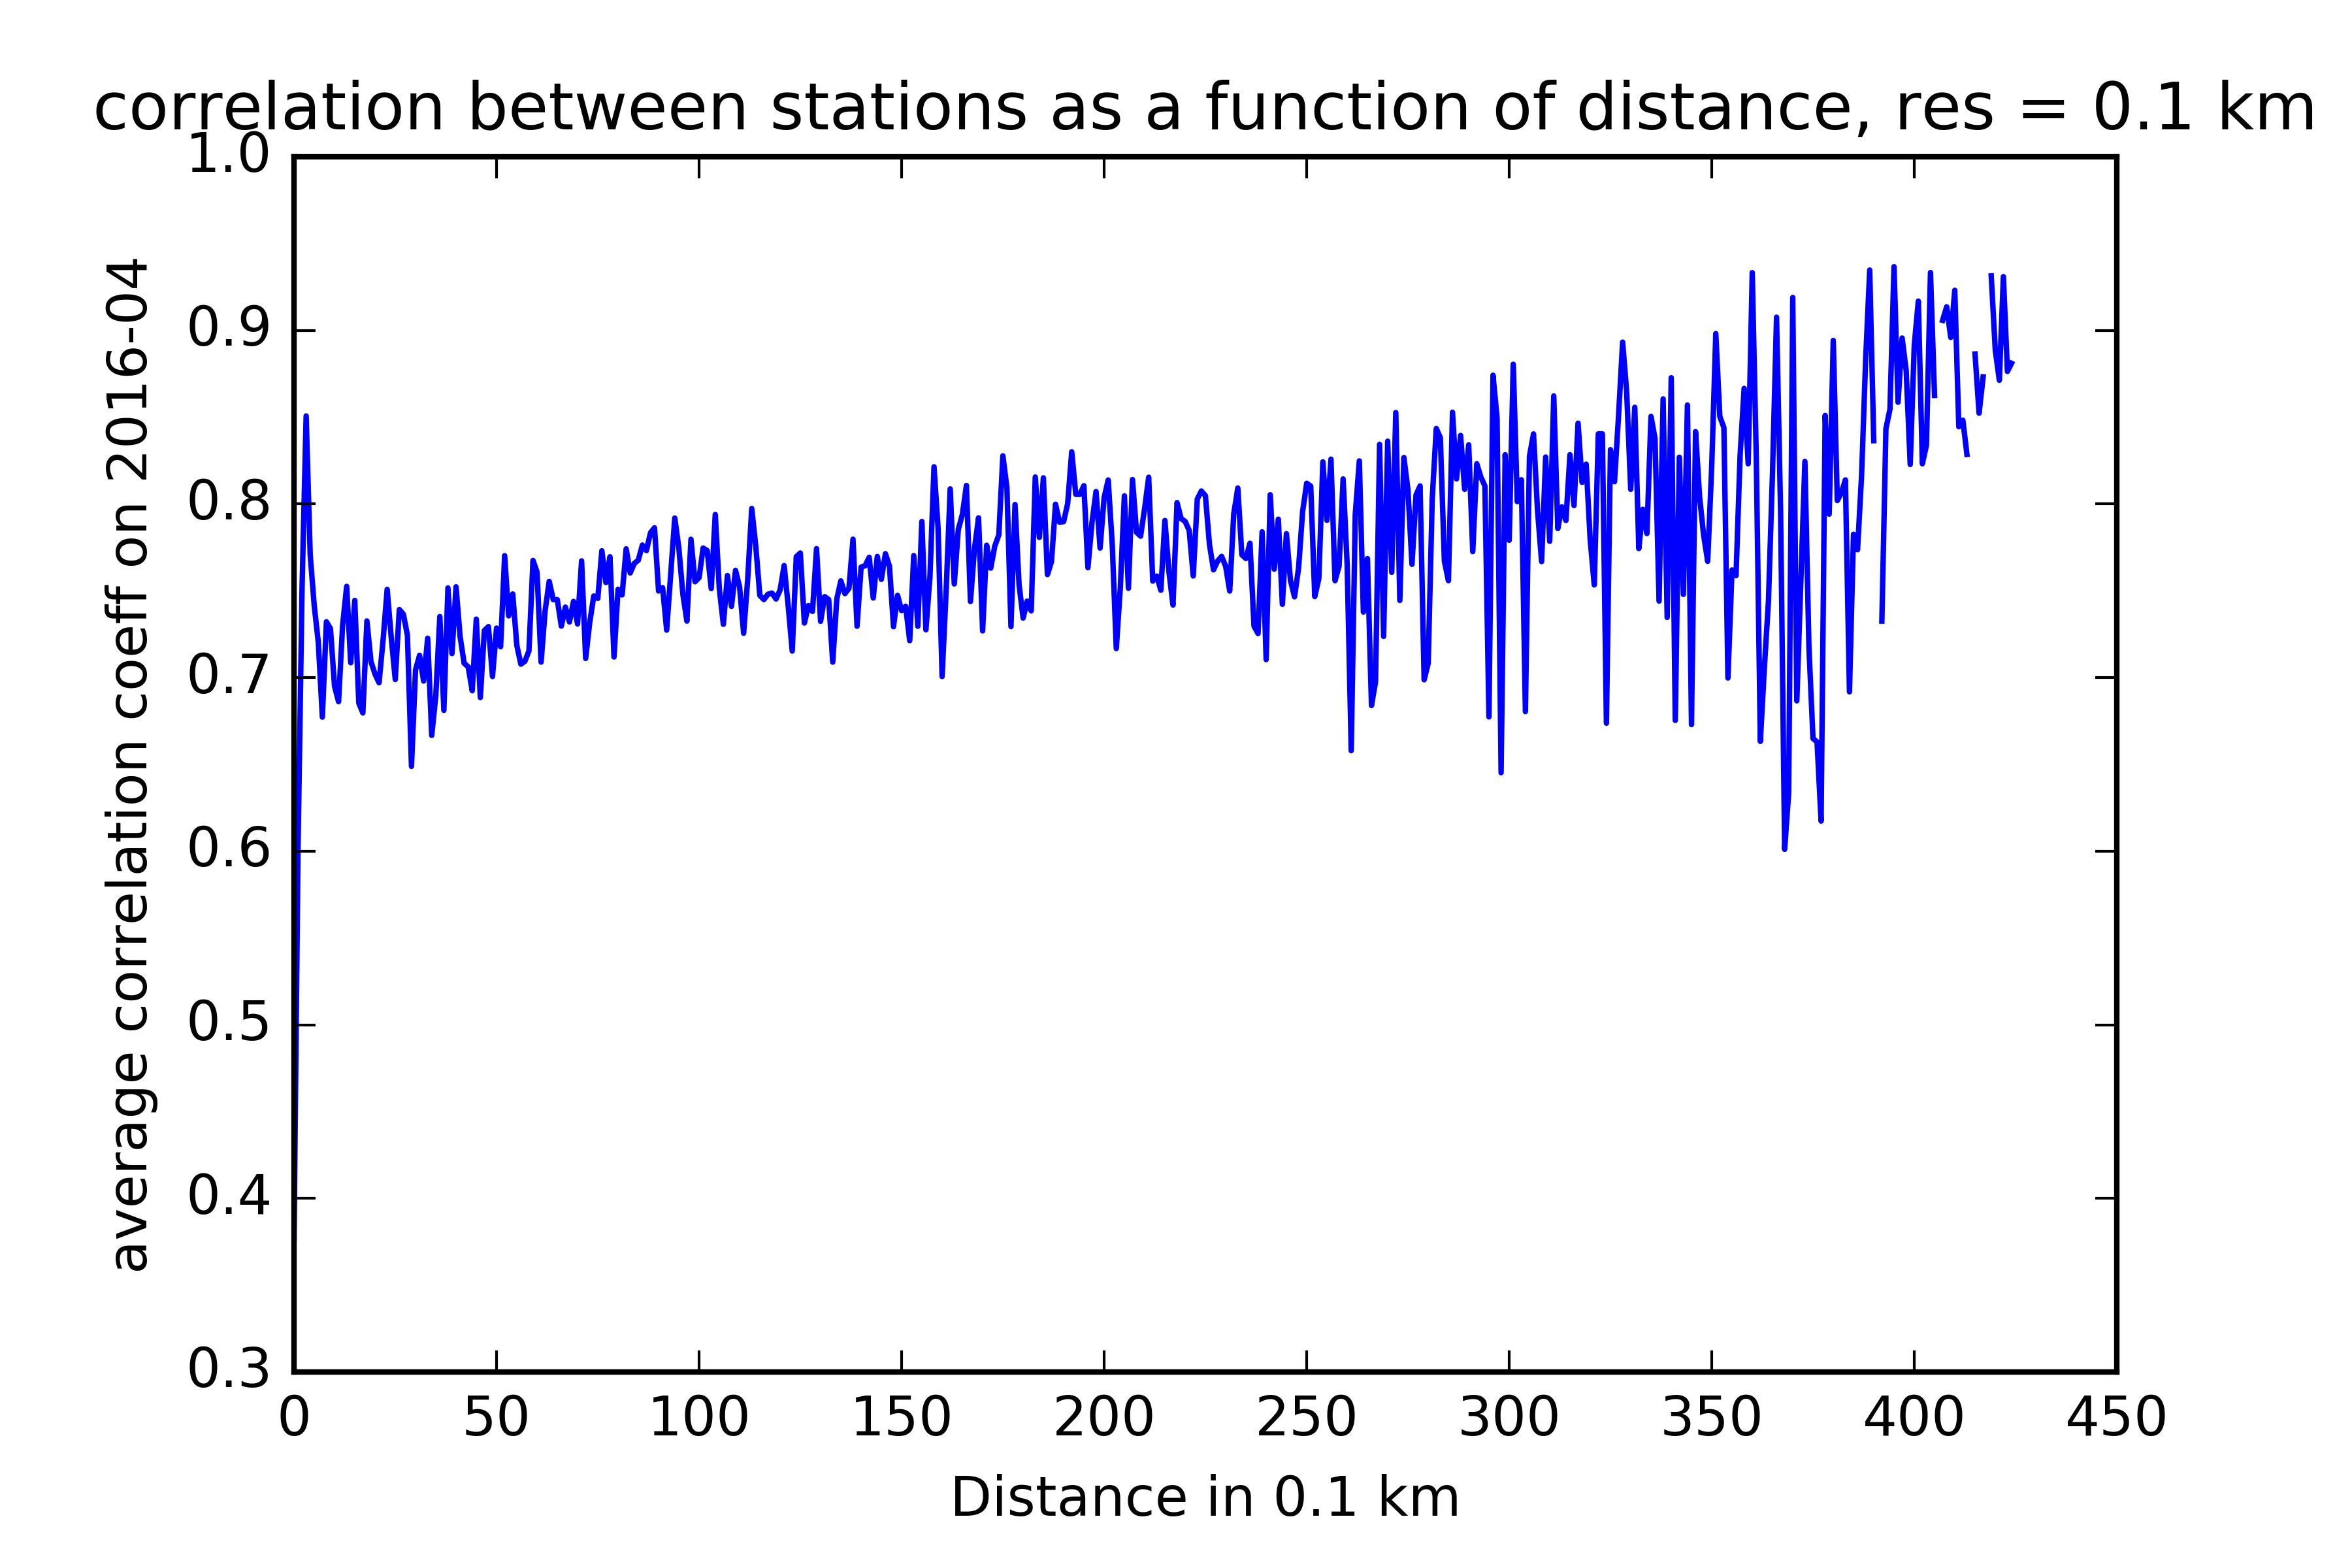 correlation between stations as a function of distance, res = 0.1 km
average correlation coeff on 2016-04
1.0
0.9
0.8
0.7
0.6
0.5
0.4
0.3
0 50 100 150 200 250 300 350 400 450
Distance in 0.1 km